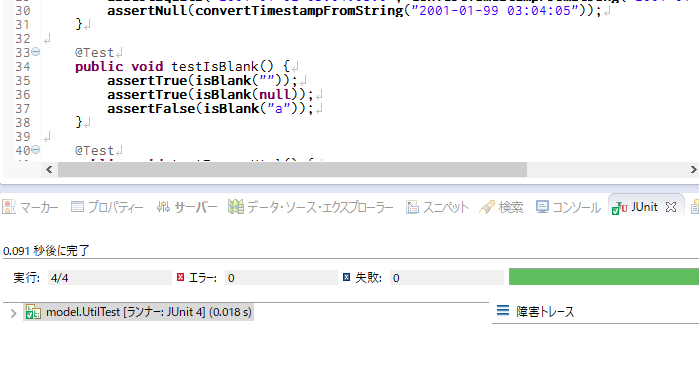 30 assertNull(convertTimestampFromString("2001-01-99 03:04:05"));
31 }
32
33 @Test
34 public void testIsBlank() {
35 assertTrue(isBlank(""));
36 assertTrue(isBlank(null));
37 assertFalse(isBlank("a"));
38 }
39
40 @Test
マーカー プロパティー サーバー データ・ソース・エクスプローラー スニペット 検索 コンソール JUnit
0.091 秒後に完了
実行: 4/4 エラー: 0 失敗: 0
model.UtilTest [ランナー: JUnit 4] (0.018 s) 障害トレース